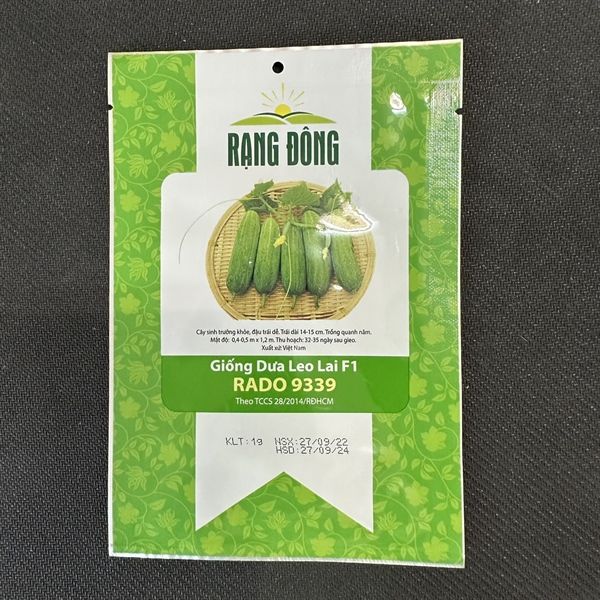 RẠNG ĐÔNG
Cây sinh trưởng khỏe, đậu trái dễ. Trái dài 14-15 cm. Trồng quanh năm.
Mật độ: 0,4-0,5 m x 1,2 m. Thu hoạch: 32-35 ngày sau gieo.
Xuất xứ: Việt Nam
Giống Dưa Leo Lai F1
RADO 9339
Theo TCCS 28/2014/RĐHCM
KLT:1g NSX:27/09/22
HSD:27/09/24